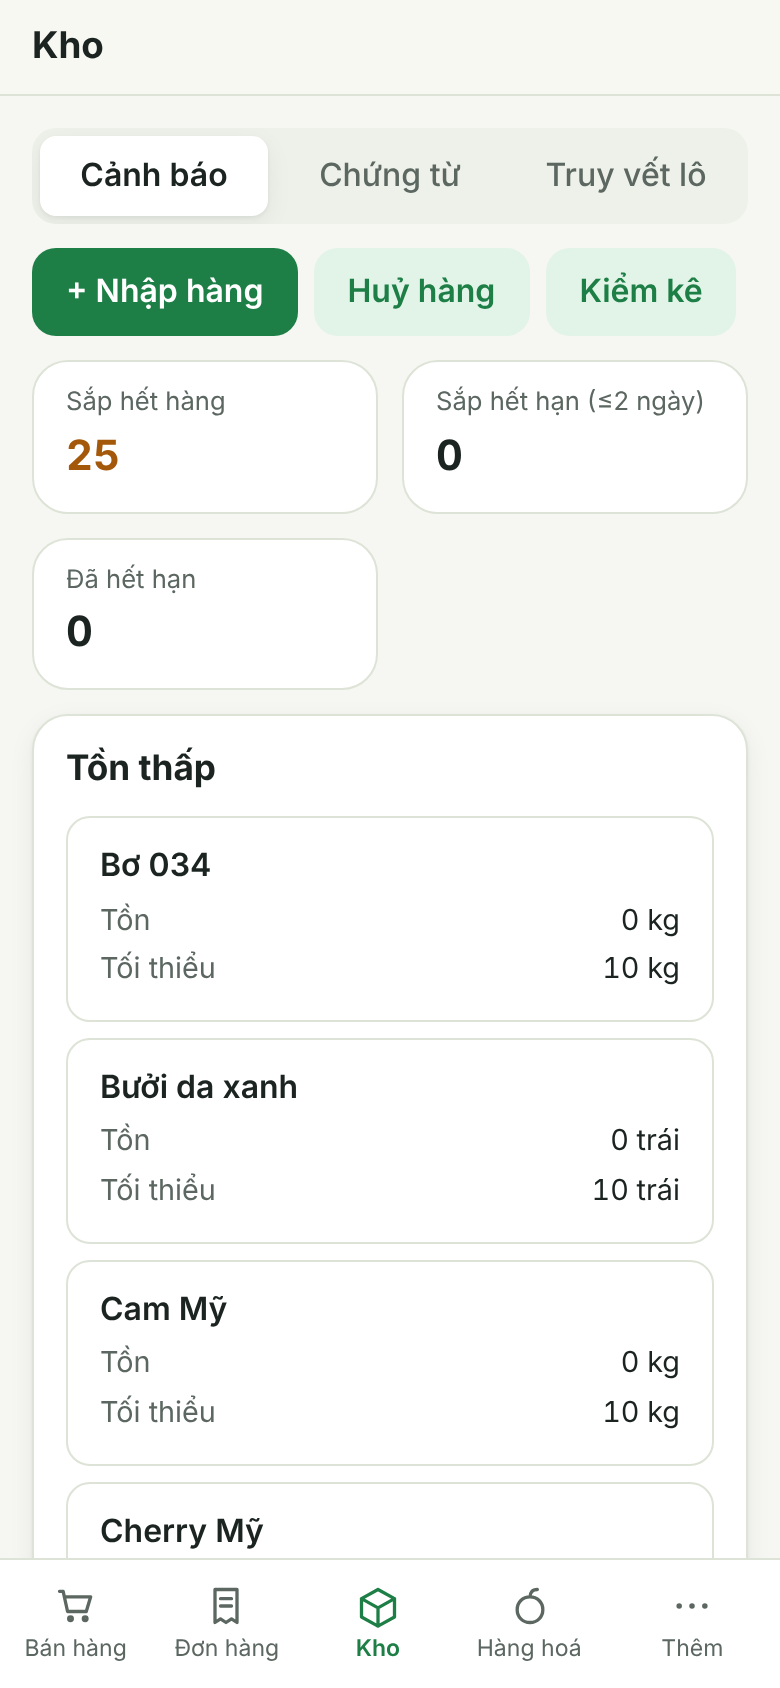 Kho
Cảnh báo
Chứng từ
Truy vết lô
+ Nhập hàng
Huỷ hàng
Kiểm kê
Sắp hết hàng
25
Sắp hết hạn (≤2 ngày)
0
Đã hết hạn
0
Tồn thấp
Bơ 034
Tồn 0 kg
Tối thiểu 10 kg
Bưởi da xanh
Tồn 0 trái
Tối thiểu 10 trái
Cam Mỹ
Tồn 0 kg
Tối thiểu 10 kg
Cherry Mỹ
Bán hàng
Đơn hàng
Kho
Hàng hoá
Thêm